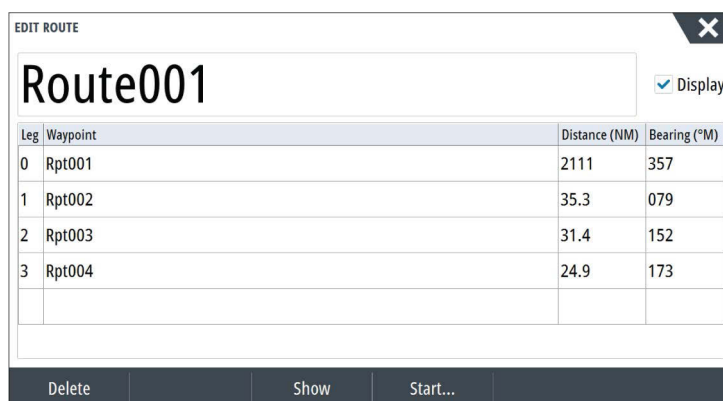 EDIT ROUTE
Route001
Display
Leg Waypoint Distance (NM) Bearing (°M)
0 Rpt001 2111 357
1 Rpt002 35.3 079
2 Rpt003 31.4 152
3 Rpt004 24.9 173
Delete Show Start...